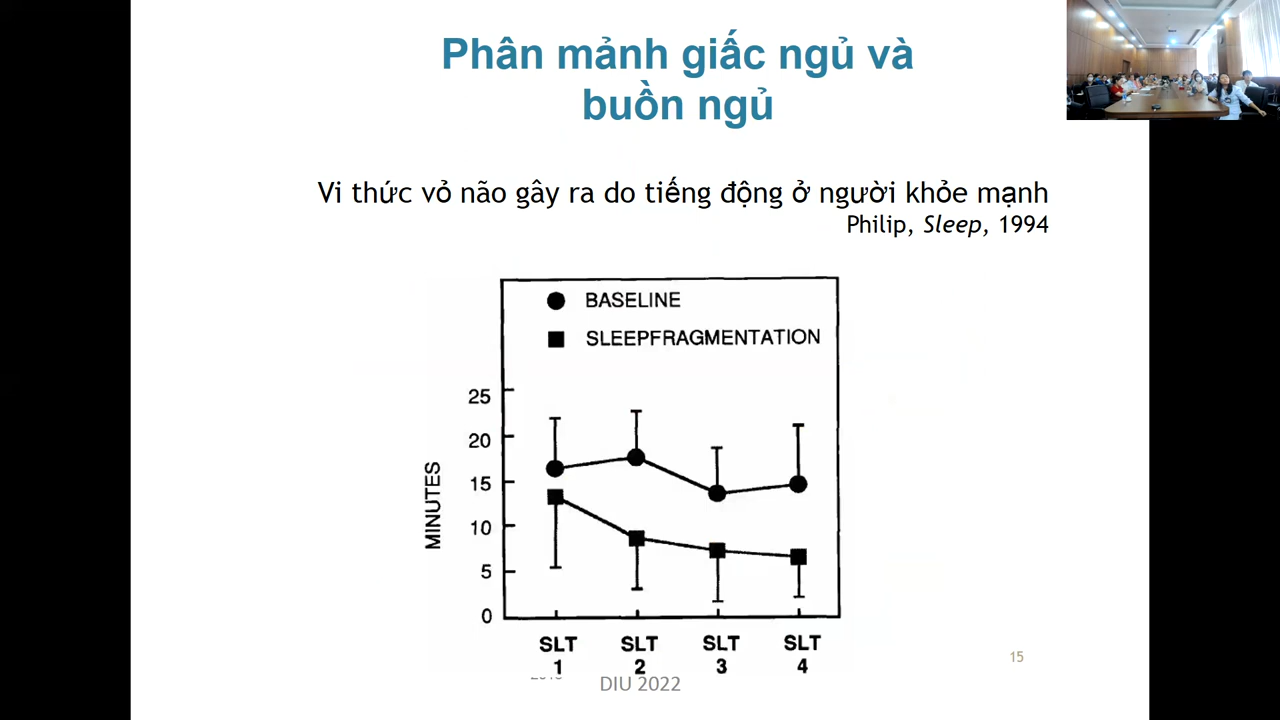 Phân mảnh giấc ngủ và
buồn ngủ
Vi thức vỏ não gây ra do tiếng động ở người khỏe mạnh
Philip, Sleep, 1994
BASELINE
SLEEPFRAGMENTATION
25
20
15
10
5
0
MINUTES
SLT
1
SLT
2
SLT
3
SLT
4
15
DIU 2022